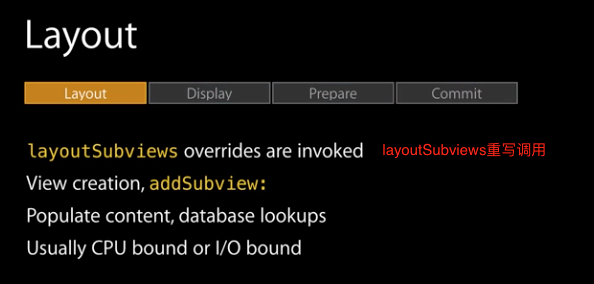 Layout
Layout Display Prepare Commit
layoutSubviews overrides are invoked layoutSubviews重写调用
View creation, addSubview:
Populate content, database lookups
Usually CPU bound or I/O bound